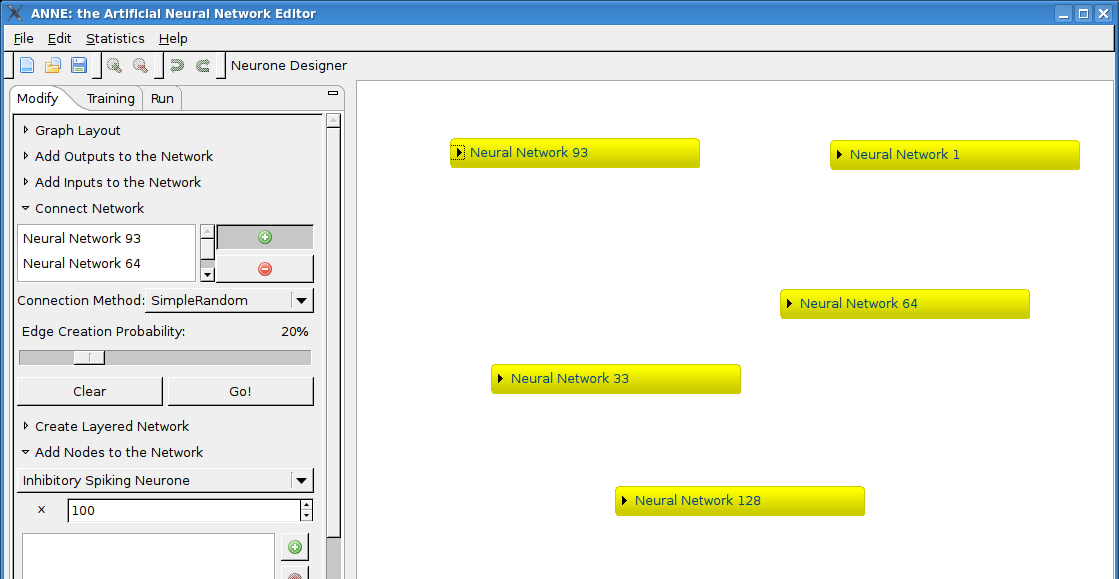 ANNE: the Artificial Neural Network Editor
File Edit Statistics Help
Neurone Designer
Modify Training Run
Graph Layout
Add Outputs to the Network
Add Inputs to the Network
Connect Network
Neural Network 93
Neural Network 64
Connection Method: SimpleRandom
Edge Creation Probability: 20%
Clear Go!
Create Layered Network
Add Nodes to the Network
Inhibitory Spiking Neurone
x 100
Neural Network 93
Neural Network 1
Neural Network 64
Neural Network 33
Neural Network 128